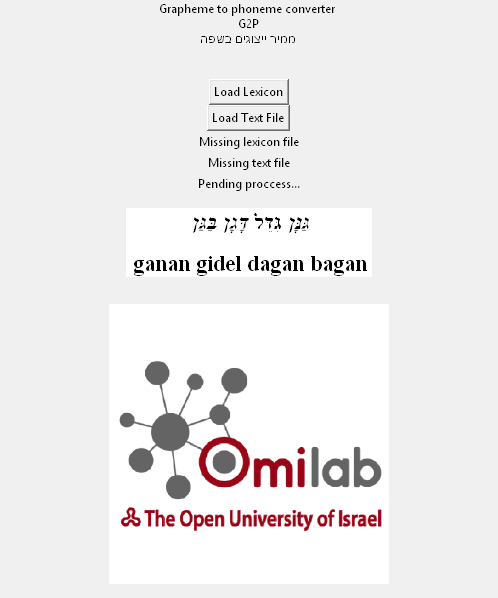 Grapheme to phoneme converter
G2P
ממיר ייצוגים בשפה
Load Lexicon
Load Text File
Missing lexicon file
Missing text file
Pending proccess...
גַּנָּן גִּדֵּל דָּגָן בַּגַּן
ganan gidel dagan bagan
Omilab
The Open University of Israel